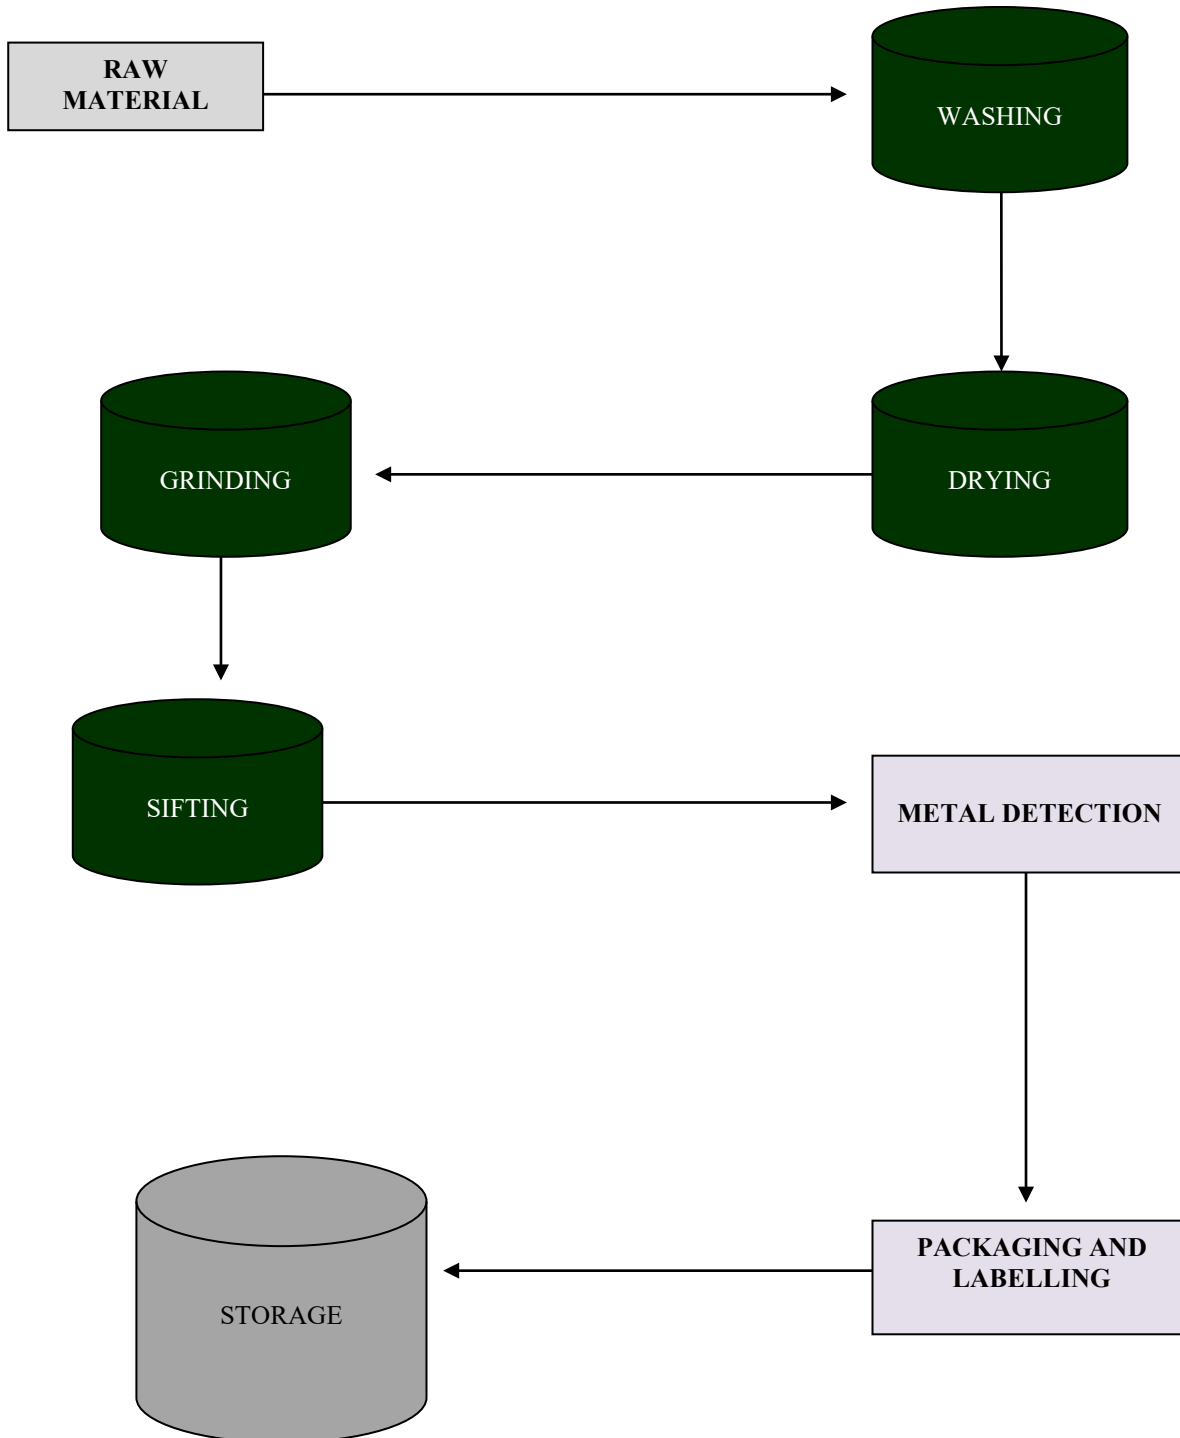 RAW
MATERIAL
WASHING
DRYING
GRINDING
SIFTING
METAL DETECTION
PACKAGING AND
LABELLING
STORAGE